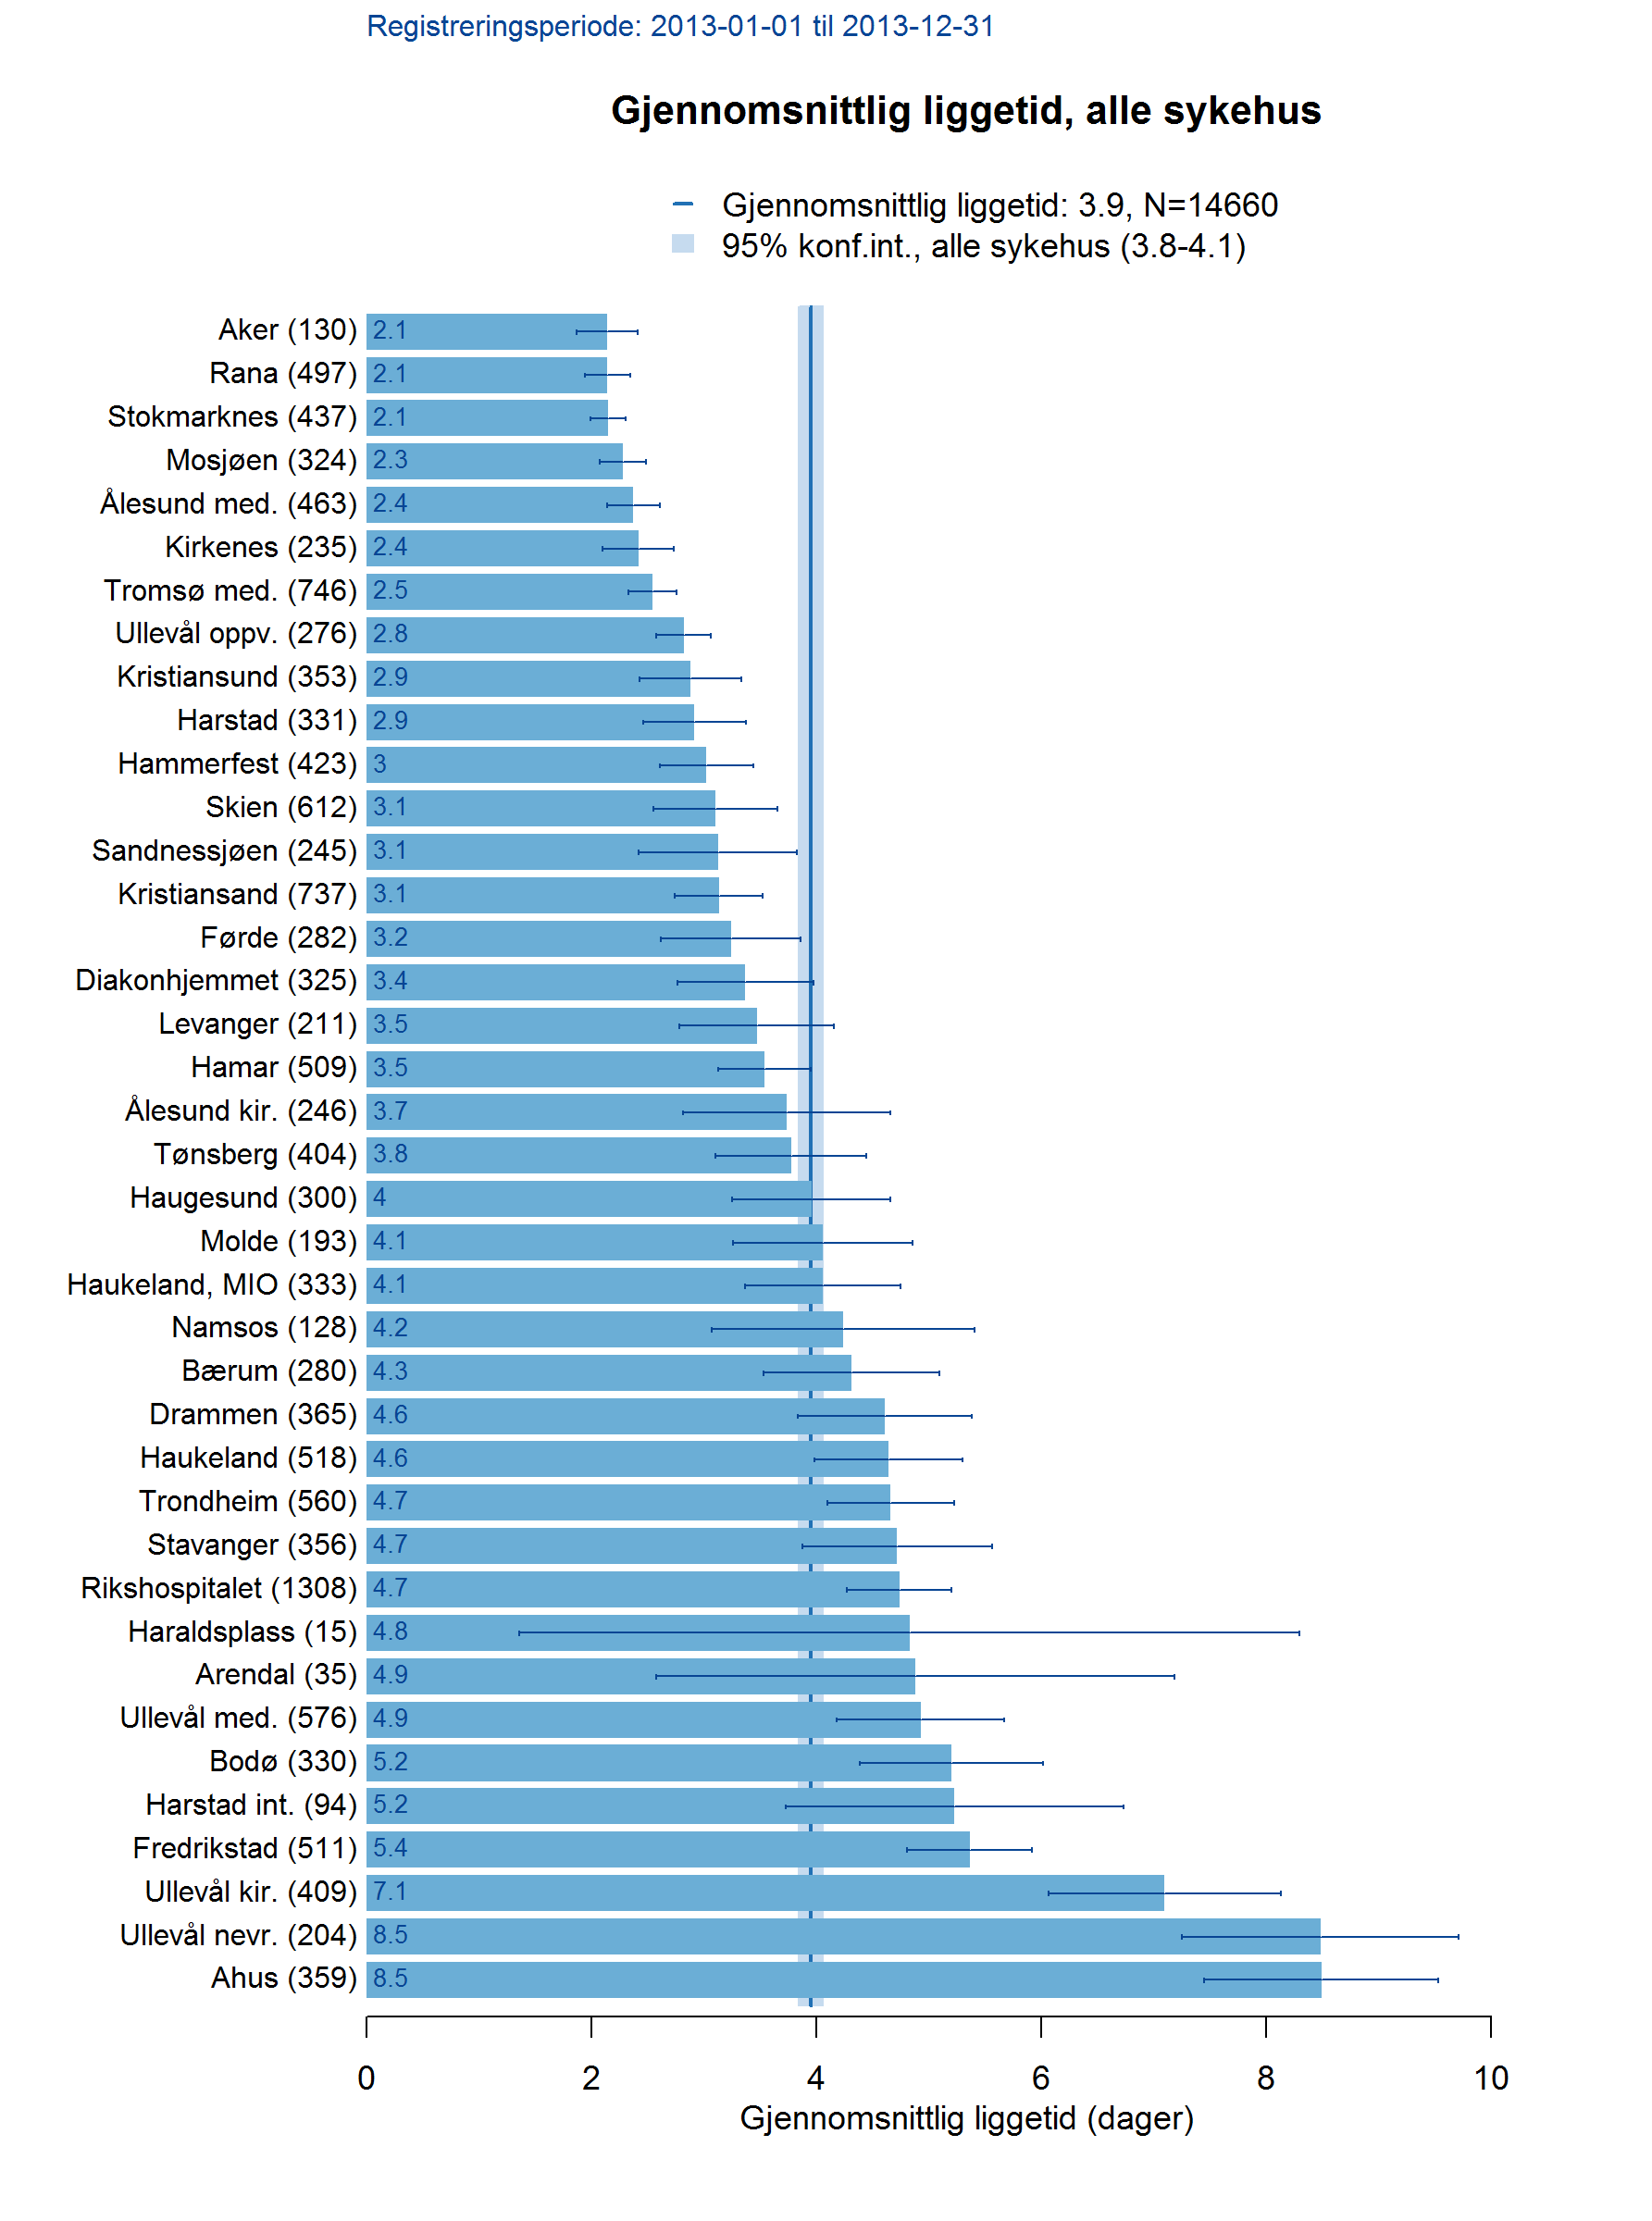 Registreringsperiode: 2013-01-01 til 2013-12-31
Gjennomsnittlig liggetid, alle sykehus
Gjennomsnittlig liggetid: 3.9, N=14660
95% konf.int., alle sykehus (3.8-4.1)
Aker (130) 2.1
Rana (497) 2.1
Stokmarknes (437) 2.1
Mosjøen (324) 2.3
Ålesund med. (463) 2.4
Kirkenes (235) 2.4
Tromsø med. (746) 2.5
Ullevål oppv. (276) 2.8
Kristiansund (353) 2.9
Harstad (331) 2.9
Hammerfest (423) 3
Skien (612) 3.1
Sandnessjøen (245) 3.1
Kristiansand (737) 3.1
Førde (282) 3.2
Diakonhjemmet (325) 3.4
Levanger (211) 3.5
Hamar (509) 3.5
Ålesund kir. (246) 3.7
Tønsberg (404) 3.8
Haugesund (300) 4
Molde (193) 4.1
Haukeland, MIO (333) 4.1
Namsos (128) 4.2
Bærum (280) 4.3
Drammen (365) 4.6
Haukeland (518) 4.6
Trondheim (560) 4.7
Stavanger (356) 4.7
Rikshospitalet (1308) 4.7
Haraldsplass (15) 4.8
Arendal (35) 4.9
Ullevål med. (576) 4.9
Bodø (330) 5.2
Harstad int. (94) 5.2
Fredrikstad (511) 5.4
Ullevål kir. (409) 7.1
Ullevål nevr. (204) 8.5
Ahus (359) 8.5
0 2 4 6 8 10
Gjennomsnittlig liggetid (dager)